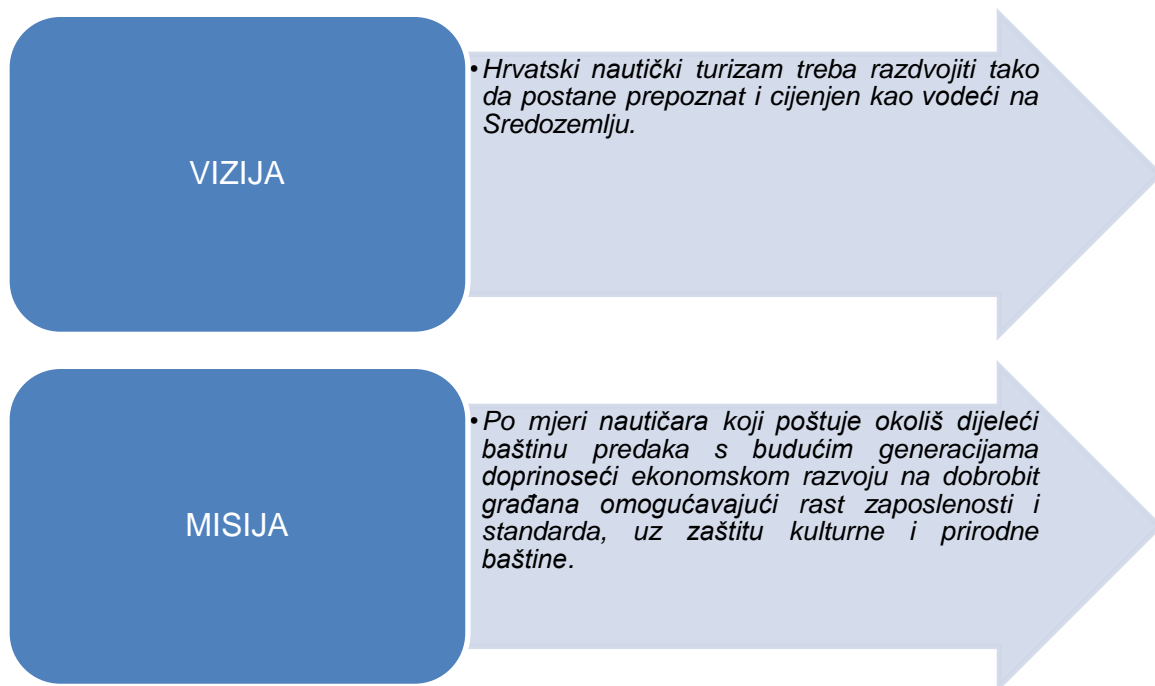 VIZIJA
•Hrvatski nautički turizam treba razdvojiti tako
da postane prepoznat i cijenjen kao vodeći na
Sredozemlju.
MISIJA
•Po mjeri nautičara koji poštuje okoliš dijeleći
baštinu predaka s budućim generacijama
doprinoseći ekonomskom razvoju na dobrobit
građana omogućavajući rast zaposlenosti i
standarda, uz zaštitu kulturne i prirodne
baštine.